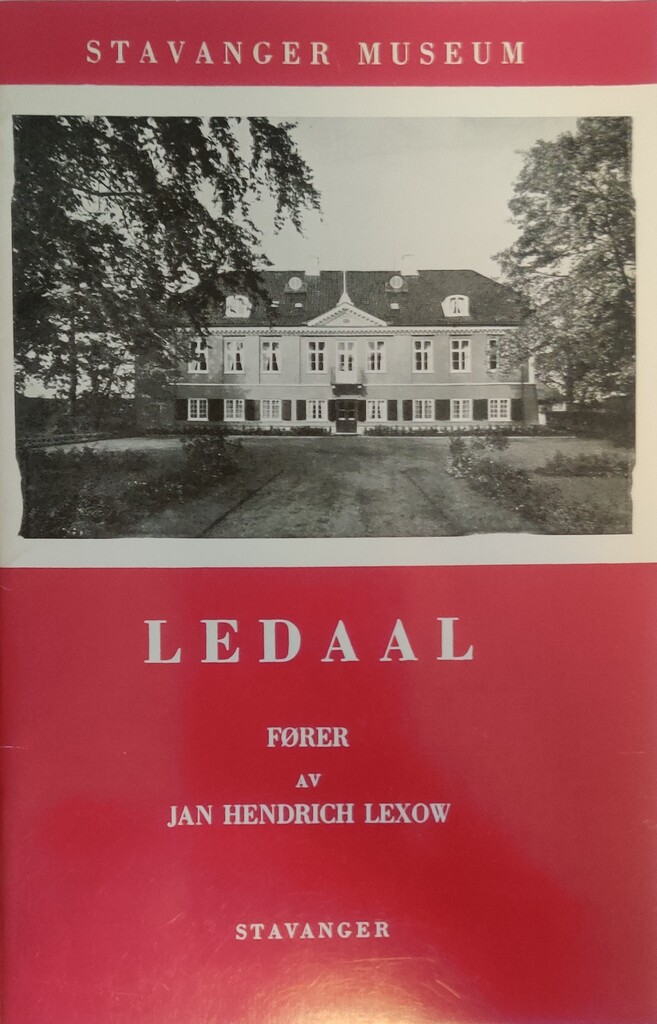 STAVANGER MUSEUM
LEDAAL
FØRER
AV
JAN HENDRICH LEXOW
STAVANGER